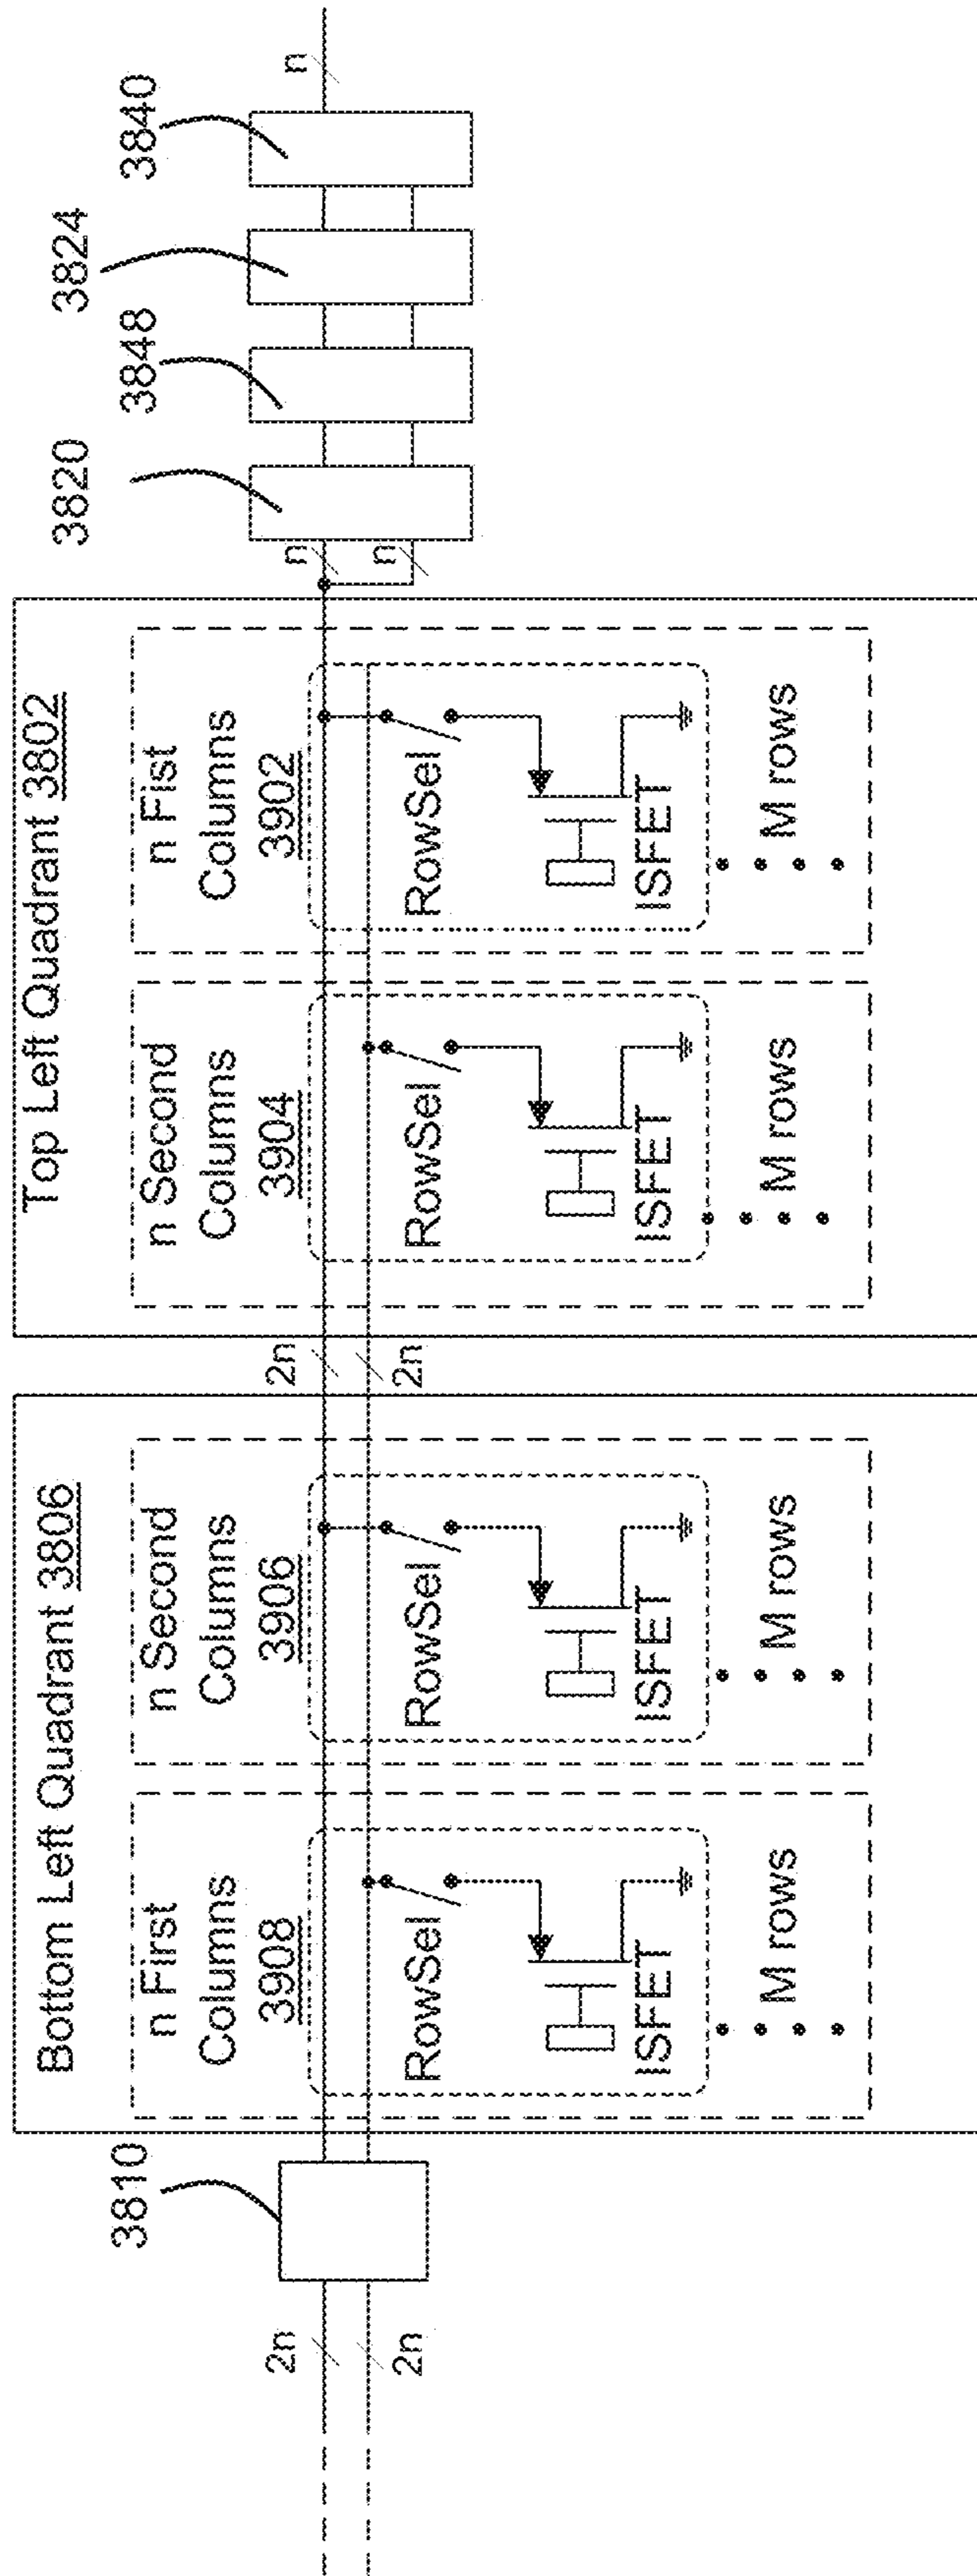 2n
2n
3810
Bottom Left Quadrant 3806
n First
Columns
3908
RowSel
ISFET
M rows
n Second
Columns
3906
RowSel
ISFET
M rows
2n
2n
Top Left Quadrant 3802
n Second
Columns
3904
RowSel
ISFET
M rows
n Fist
Columns
3902
RowSel
ISFET
M rows
n
n
3820
3848
3824
3840
n